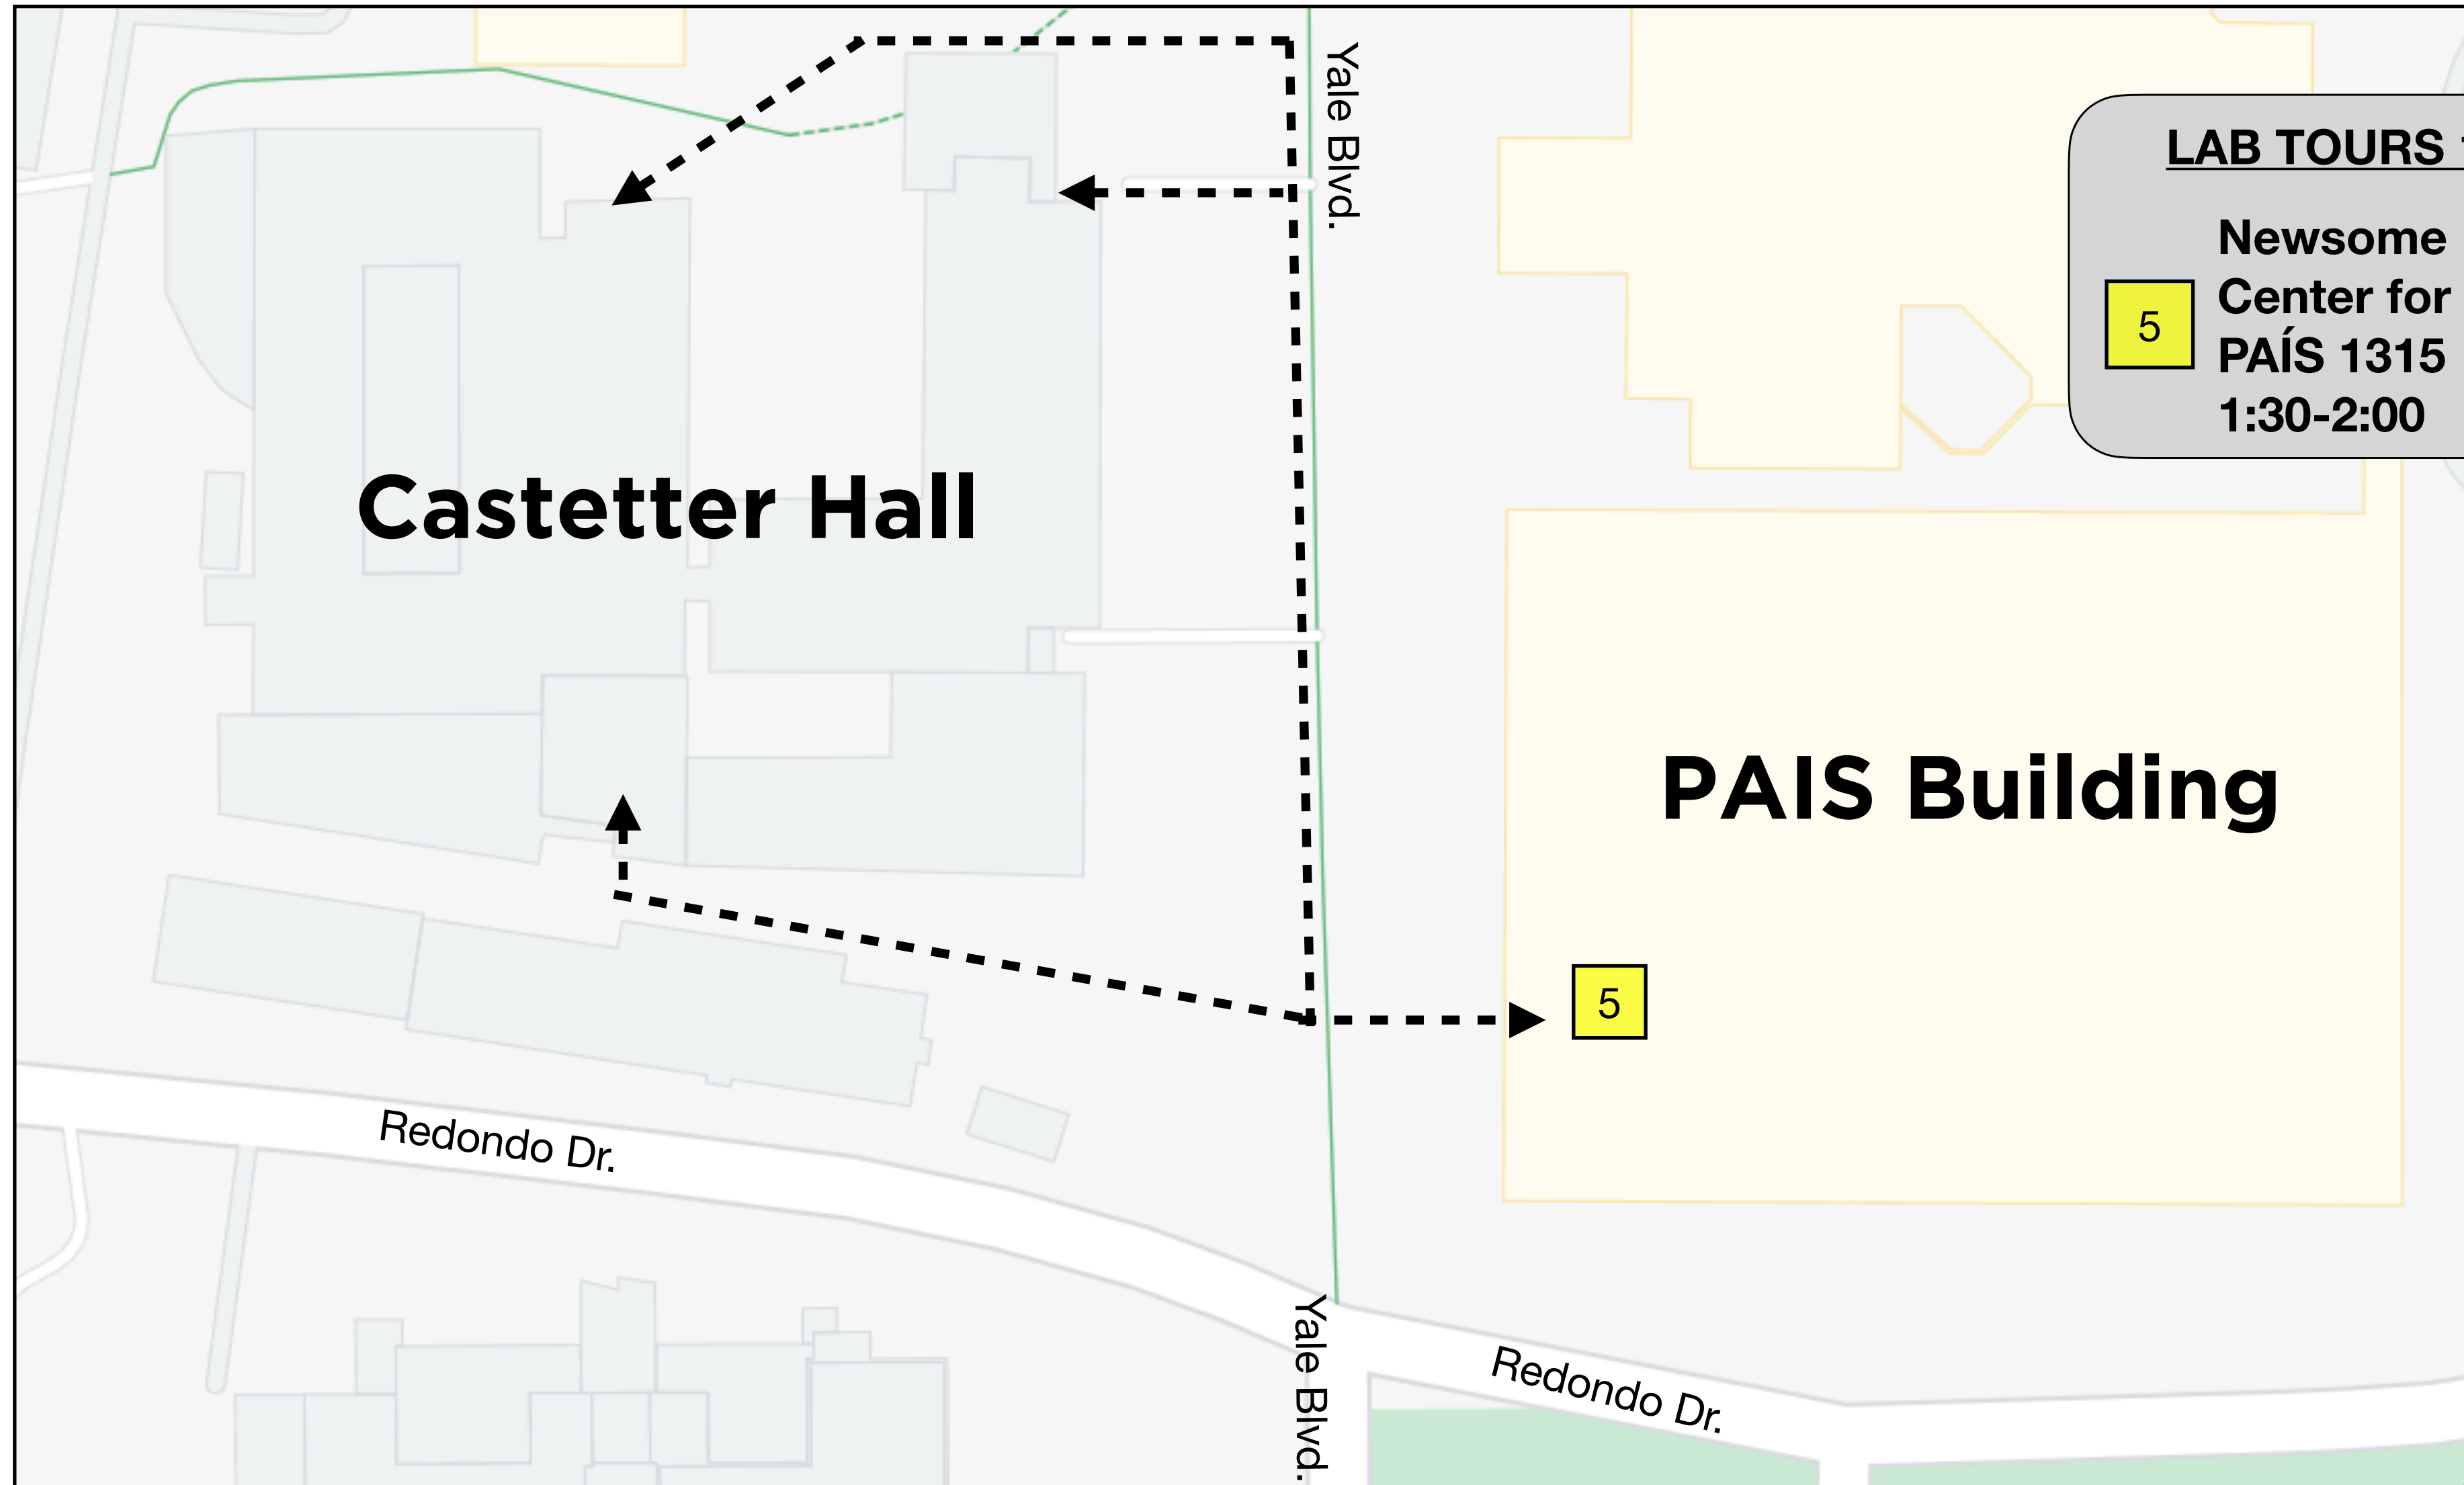 Yale Blvd.
LAB TOURS
Newsome
Center for
5
PAÍS 1315
1:30-2:00
Castetter Hall
PAIS Building
5
Redondo Dr.
Yale Blvd.
Redondo Dr.